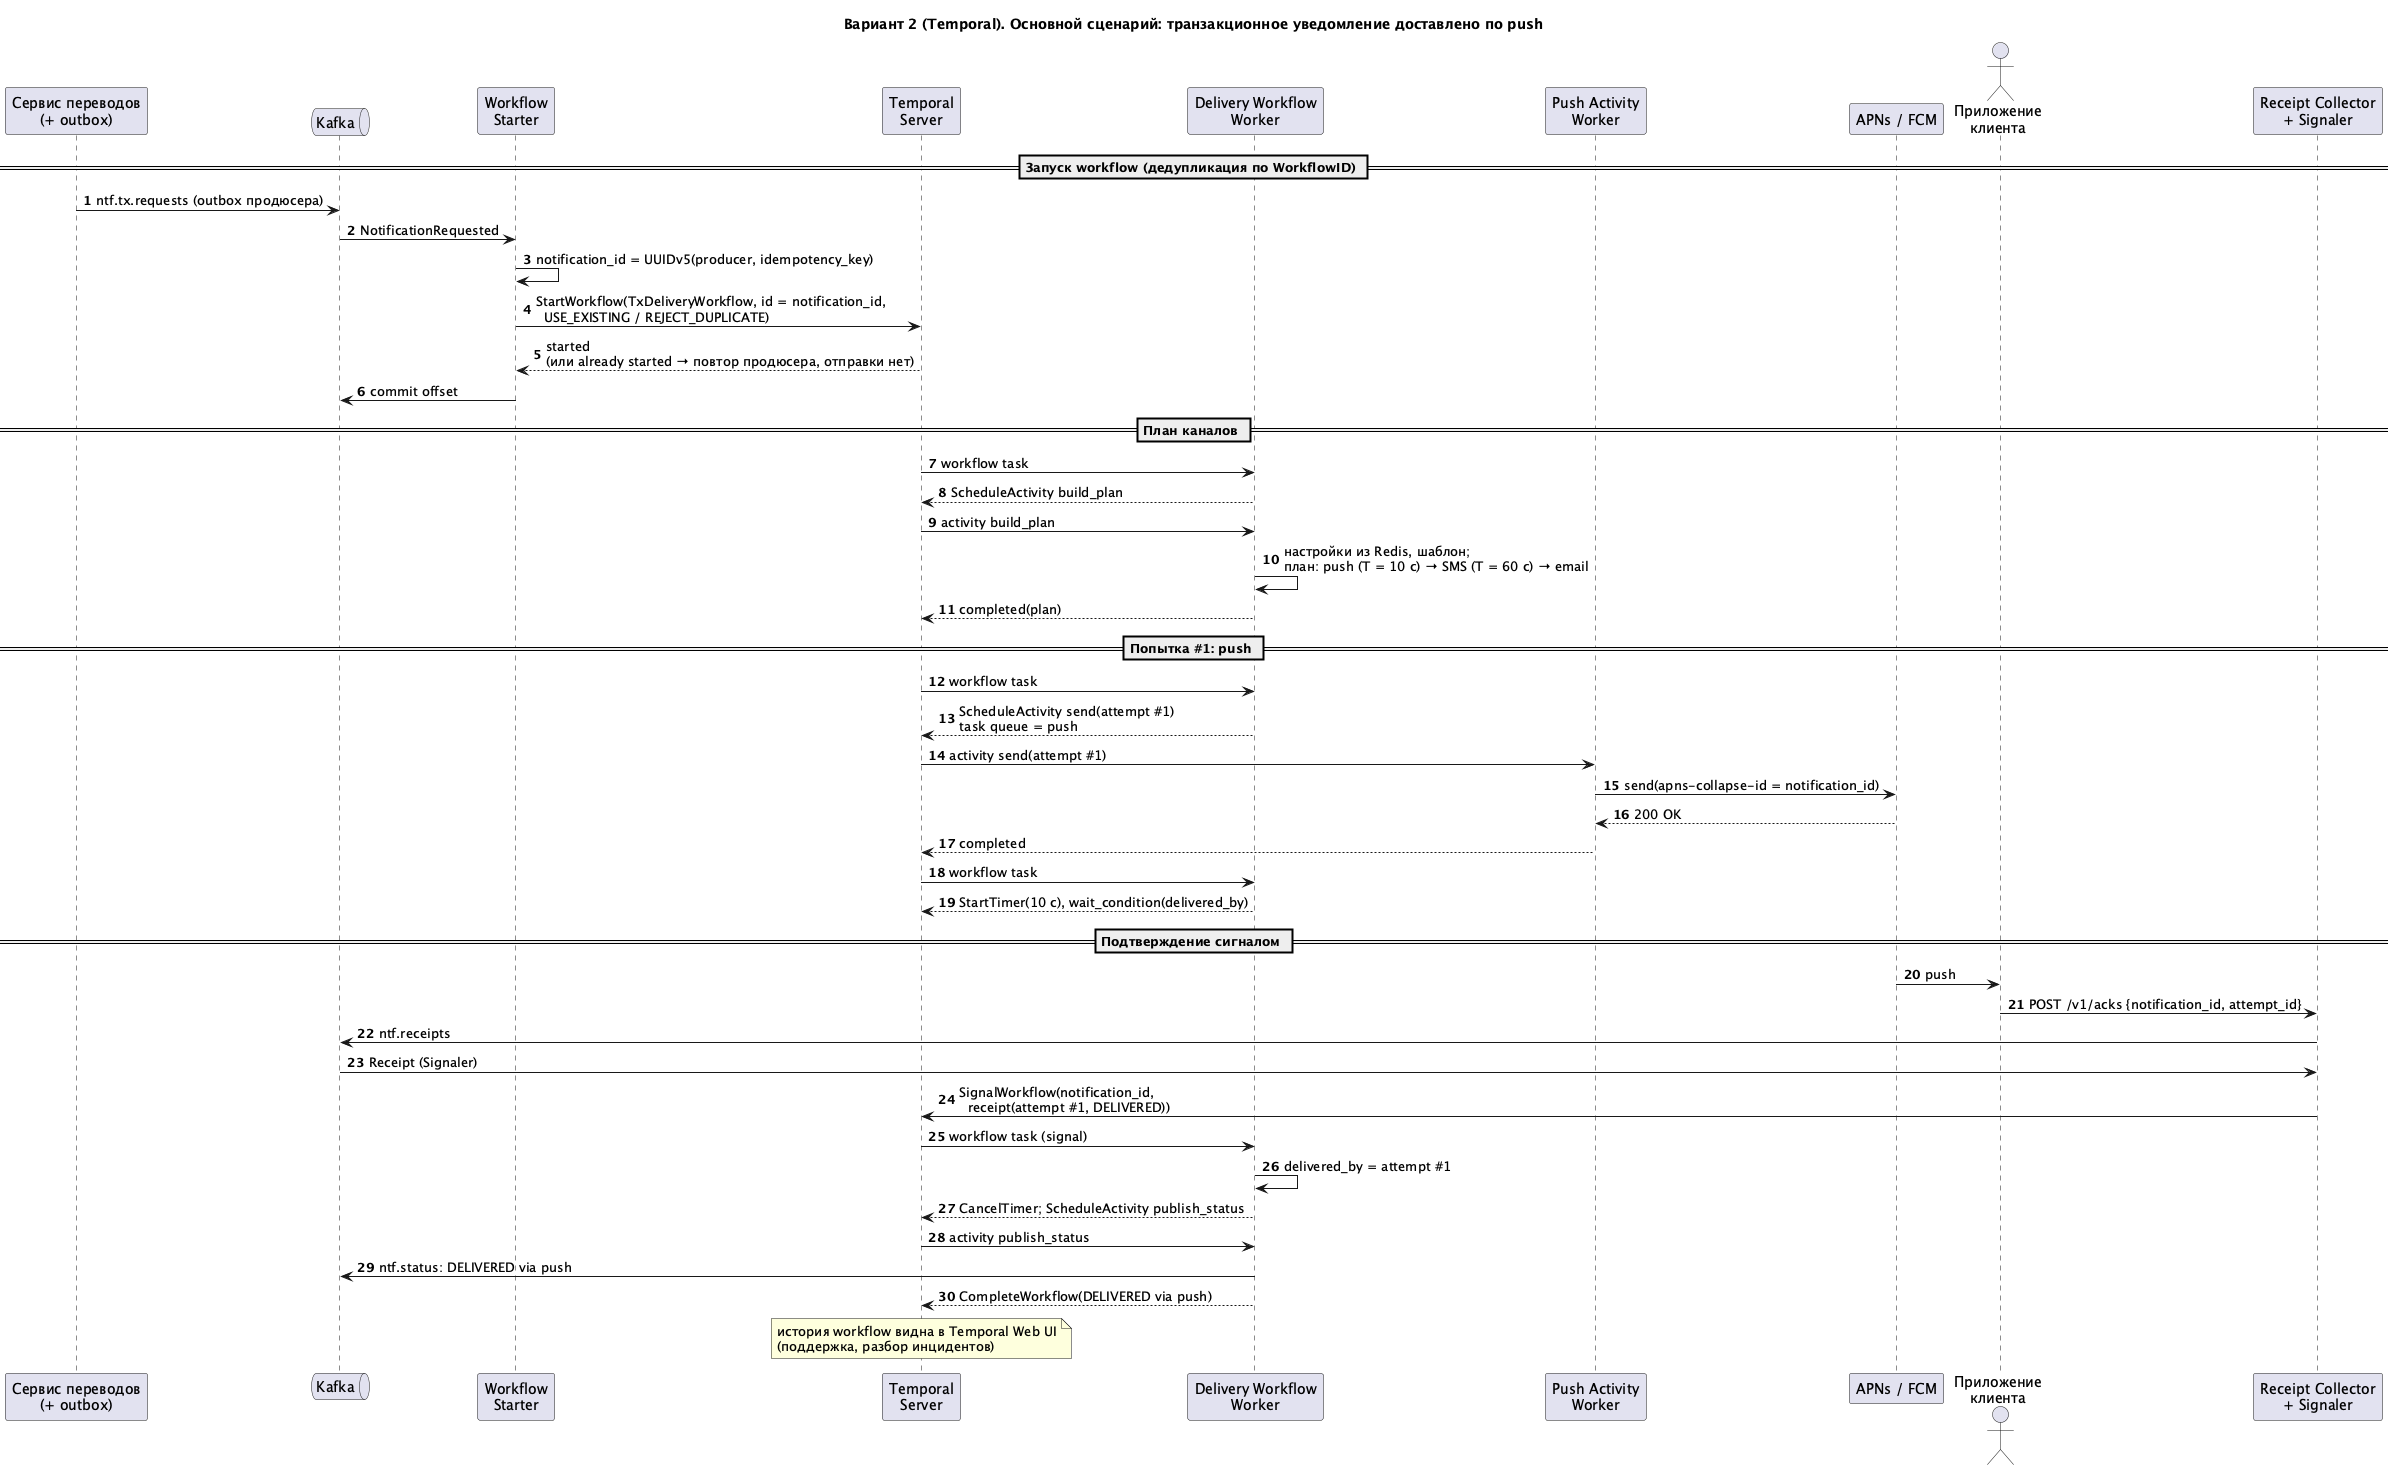 Вариант 2 (Temporal). Основной сценарий: транзакционное уведомление доставлено по push
Сервис переводов
(+ outbox)
Kafka
Workflow
Starter
Temporal
Server
Delivery Workflow
Worker
Push Activity
Worker
APNs / FCM
Приложение
клиента
Receipt Collector
+ Signaler
Запуск workflow (дедупликация по WorkflowID)
1 ntf.tx.requests (outbox продюсера)
2 NotificationRequested
3 notification_id = UUIDv5(producer, idempotency_key)
4 StartWorkflow(TxDeliveryWorkflow, id = notification_id,
USE_EXISTING / REJECT_DUPLICATE)
5 started
(или already started → повтор продюсера, отправки нет)
6 commit offset
План каналов
7 workflow task
8 ScheduleActivity build_plan
9 activity build_plan
10 настройки из Redis, шаблон;
план: push (T = 10 с) → SMS (T = 60 с) → email
11 completed(plan)
Попытка #1: push
12 workflow task
13 ScheduleActivity send(attempt #1)
task queue = push
14 activity send(attempt #1)
15 send(apns-collapse-id = notification_id)
16 200 OK
17 completed
18 workflow task
19 StartTimer(10 с), wait_condition(delivered_by)
Подтверждение сигналом
20 push
21 POST /v1/acks {notification_id, attempt_id}
22 ntf.receipts
23 Receipt (Signaler)
24 SignalWorkflow(notification_id,
receipt(attempt #1, DELIVERED))
25 workflow task (signal)
26 delivered_by = attempt #1
27 CancelTimer; ScheduleActivity publish_status
28 activity publish_status
29 ntf.status: DELIVERED via push
30 CompleteWorkflow(DELIVERED via push)
история workflow видна в Temporal Web UI
(поддержка, разбор инцидентов)
Сервис переводов
(+ outbox)
Kafka
Workflow
Starter
Temporal
Server
Delivery Workflow
Worker
Push Activity
Worker
APNs / FCM
Приложение
клиента
Receipt Collector
+ Signaler